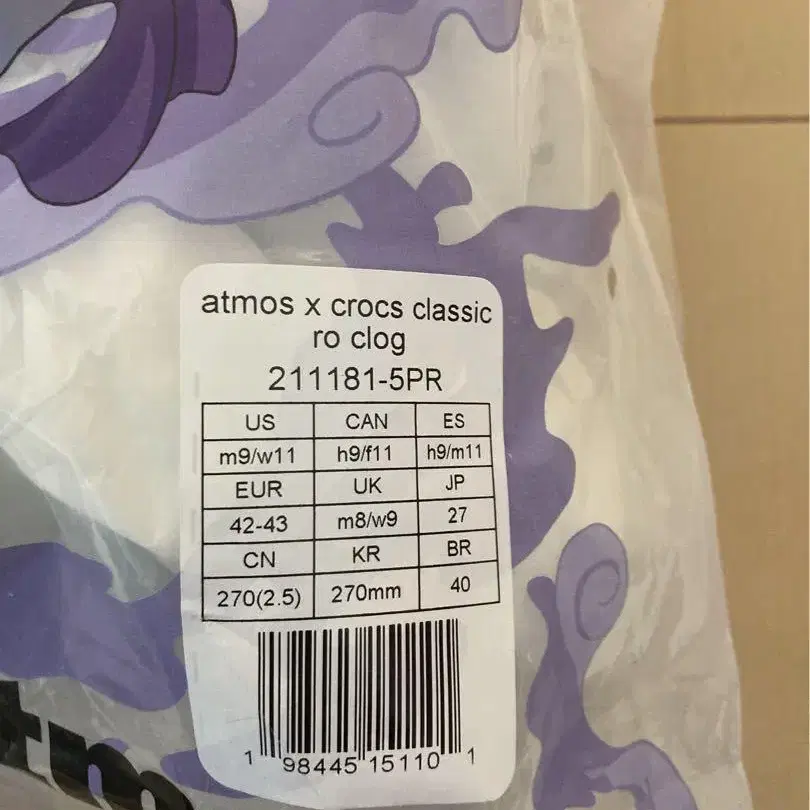 atmos x crocs classic
ro clog
211181-5PR
US CAN ES
m9/w11 h9/f11 h9/m11
EUR UK JP
42-43 m8/w9 27
CN KR BR
270(2.5) 270mm 40
1 98445 15110 1
tm